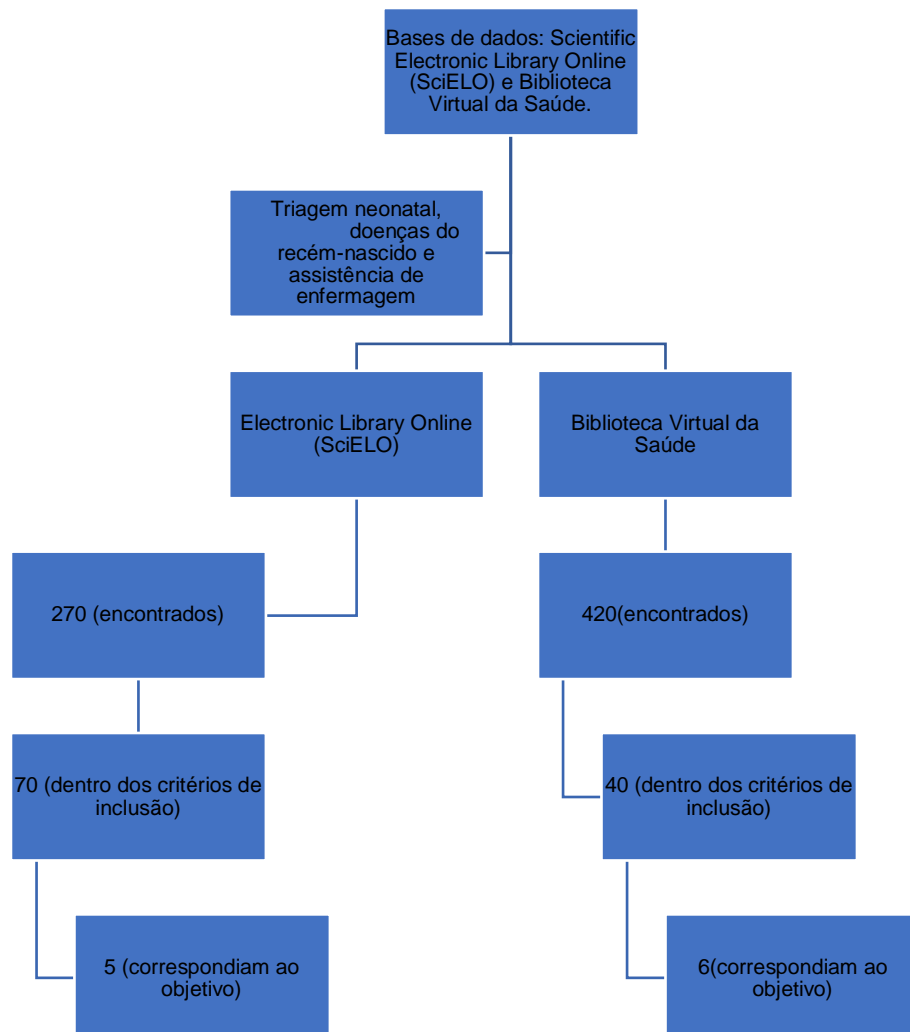 Bases de dados: Scientific
Electronic Library Online
(SciELO) e Biblioteca
Virtual da Saúde.
Triagem neonatal,
doenças do
recém-nascido e
assistência de
enfermagem
Electronic Library Online
(SciELO)
Biblioteca Virtual da
Saúde
270 (encontrados)
420(encontrados)
70 (dentro dos critérios de
inclusão)
40 (dentro dos critérios de
inclusão)
5 (correspondiam ao
objetivo)
6(correspondiam ao
objetivo)